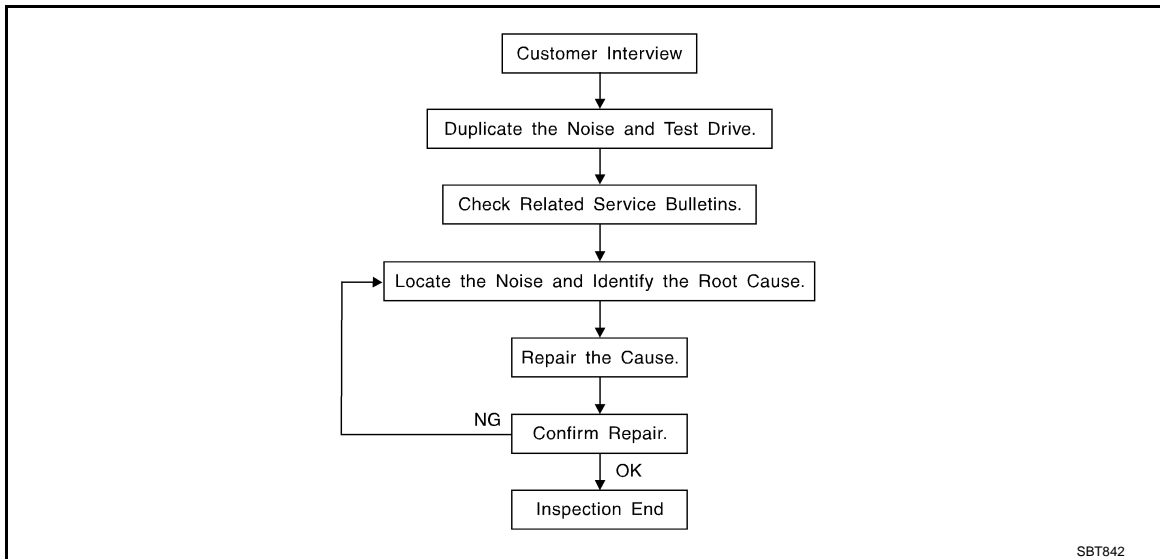 Customer Interview
Duplicate the Noise and Test Drive.
Check Related Service Bulletins.
Locate the Noise and Identify the Root Cause.
Repair the Cause.
NG
Confirm Repair.
OK
Inspection End
SBT842